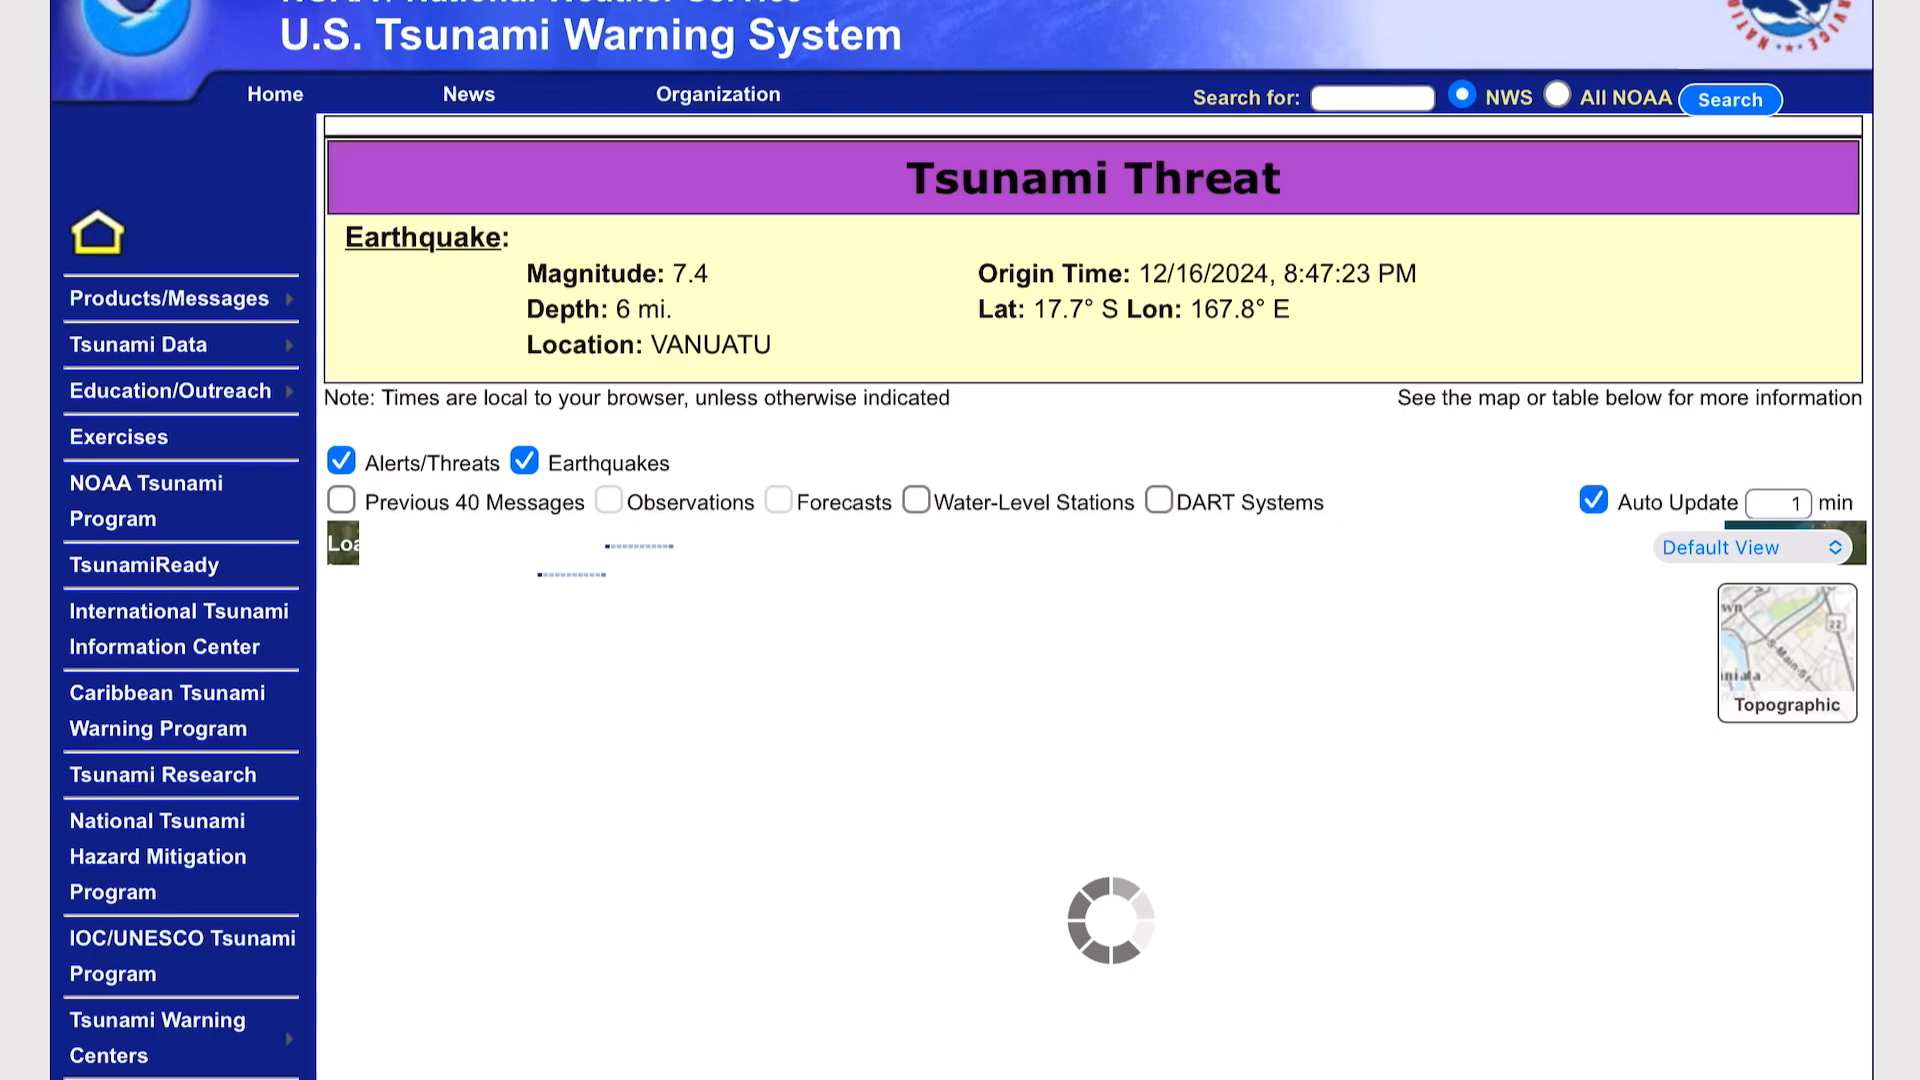 U.S. Tsunami Warning System
Home News Organization Search for: NWS All NOAA Search
Tsunami Threat
Earthquake:
Magnitude: 7.4 Origin Time: 12/16/2024, 8:47:23 PM
Depth: 6 mi. Lat: 17.7° S Lon: 167.8° E
Location: VANUATU
Note: Times are local to your browser, unless otherwise indicated See the map or table below for more information
Alerts/Threats Earthquakes
Previous 40 Messages Observations Forecasts Water-Level Stations DART Systems Auto Update 1 min
Loa
Default View
22
S-Main-St
Topographic
Products/Messages
Tsunami Data
Education/Outreach
Exercises
NOAA Tsunami
Program
TsunamiReady
International Tsunami
Information Center
Caribbean Tsunami
Warning Program
Tsunami Research
National Tsunami
Hazard Mitigation
Program
IOC/UNESCO Tsunami
Program
Tsunami Warning
Centers